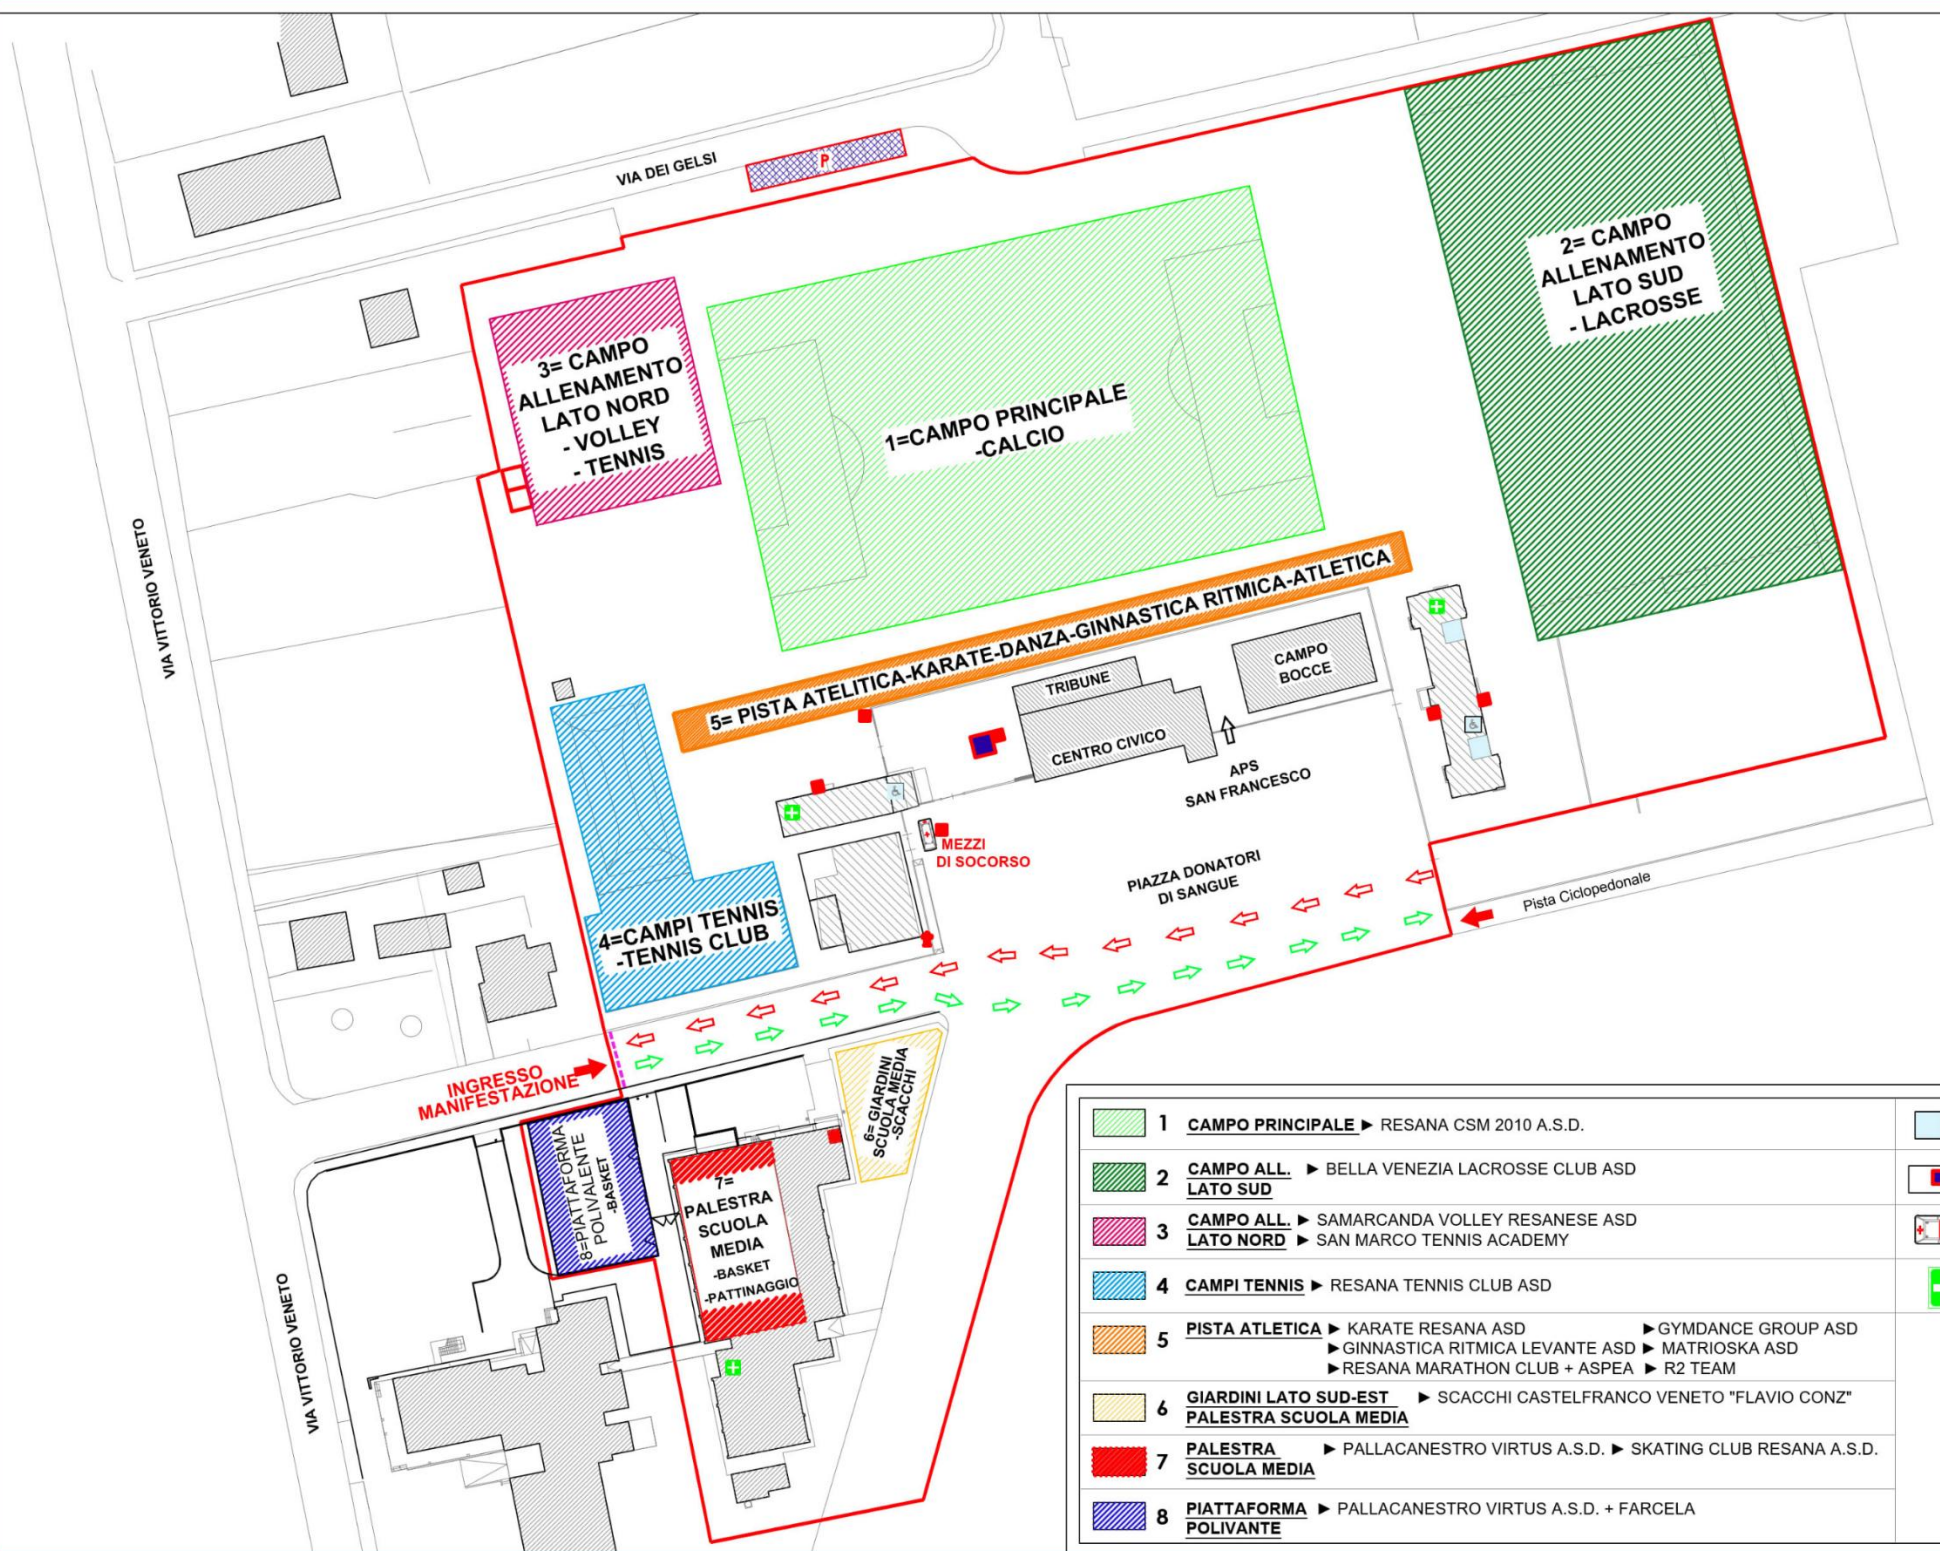 VIA DEI GELSI
P
2= CAMPO
ALLENAMENTO
LATO SUD
- LACROSSE
3= CAMPO
ALLENAMENTO
LATO NORD
- VOLLEY
- TENNIS
1=CAMPO PRINCIPALE
-CALCIO
VIA VITTORIO VENETO
5= PISTA ATELITICA-KARATE-DANZA-GINNASTICA RITMICA-ATLETICA
CAMPO
BOCCE
TRIBUNE
CENTRO CIVICO
APS
SAN FRANCESCO
MEZZI
DI SOCORSO
PIAZZA DONATORI
DI SANGUE
Pista Ciclopedonale
4=CAMPI TENNIS
-TENNIS CLUB
INGRESSO
MANIFESTAZIONE
6= GIARDINI
SCUOLA MEDIA
-SCACCHI
8=PIATTAFORMA
POLIVALENTE
-BASKET
7=
PALESTRA
SCUOLA
MEDIA
-BASKET
-PATTINAGGIO
VIA VITTORIO VENETO
1 CAMPO PRINCIPALE ► RESANA CSM 2010 A.S.D.
2 CAMPO ALL. ► BELLA VENEZIA LACROSSE CLUB ASD
LATO SUD
3 CAMPO ALL. ► SAMARCANDA VOLLEY RESANESE ASD
LATO NORD ► SAN MARCO TENNIS ACADEMY
4 CAMPI TENNIS ► RESANA TENNIS CLUB ASD
5 PISTA ATLETICA ► KARATE RESANA ASD ► GYMDANCE GROUP ASD
► GINNASTICA RITMICA LEVANTE ASD ► MATRIOSKA ASD
► RESANA MARATHON CLUB + ASPEA ► R2 TEAM
6 GIARDINI LATO SUD-EST ► SCACCHI CASTELFRANCO VENETO "FLAVIO CONZ"
PALESTRA SCUOLA MEDIA
7 PALESTRA ► PALLACANESTRO VIRTUS A.S.D. ► SKATING CLUB RESANA A.S.D.
SCUOLA MEDIA
8 PIATTAFORMA ► PALLACANESTRO VIRTUS A.S.D. + FARCELA
POLIVANTE